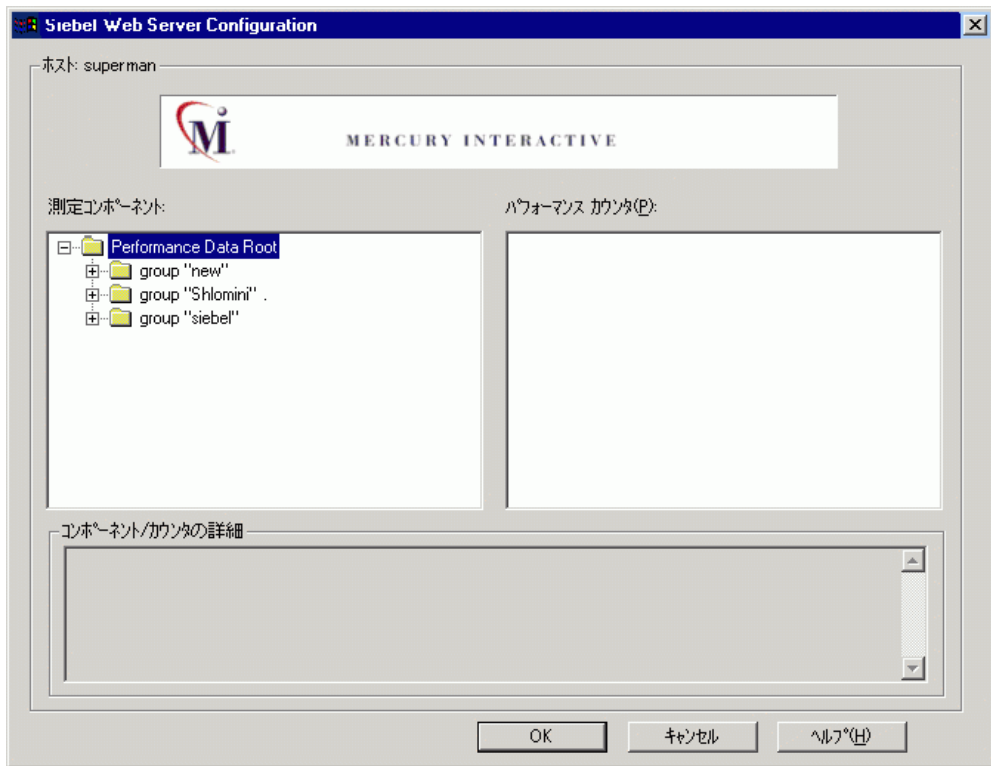 Siebel Web Server Configuration
ホスト: superman
M
MERCURY INTERACTIVE
測定コンポーネント:
パフォーマンス カウンタ(P):
Performance Data Root
group "new"
group "Shlomini" .
group "siebel"
コンポーネント/カウンタの詳細
OK
キャンセル
ヘルプ(H)